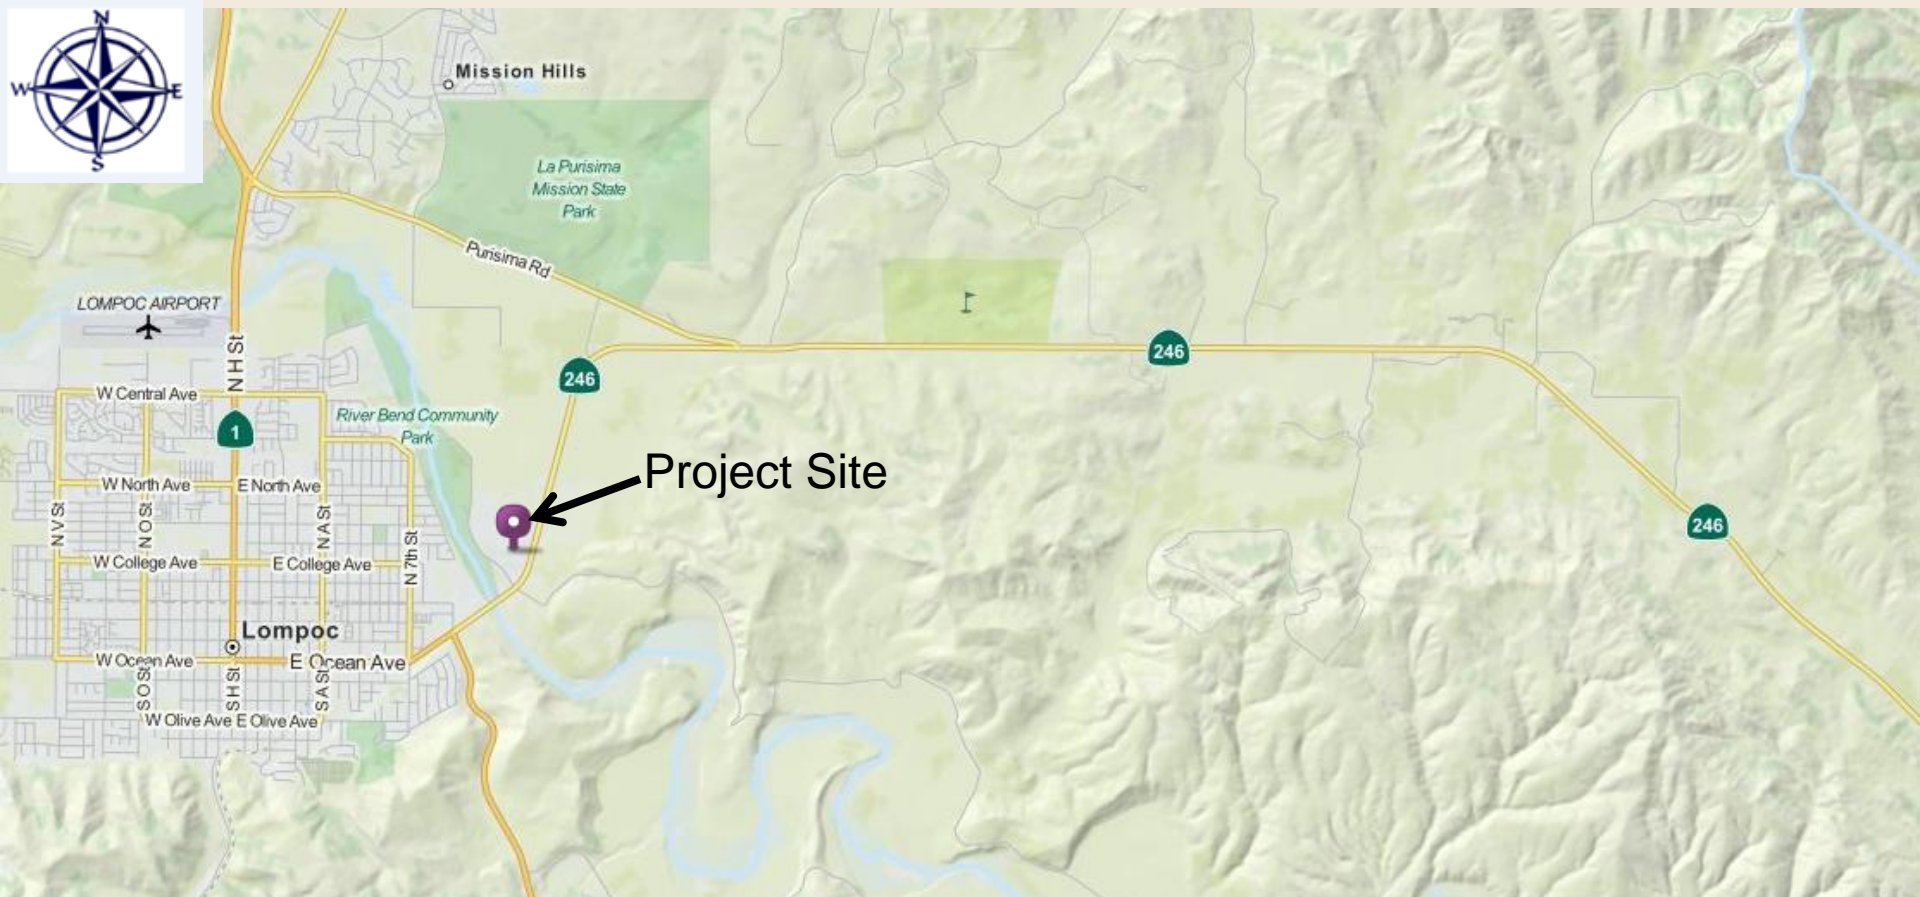 N
W
E
S
Mission Hills
La Purisima
Mission State
Park
Purisima Rd
LOMPOC AIRPORT
N H St
246
246
W Central Ave
River Bend Community
Park
1
Project Site
W North Ave
E North Ave
N V St
N O St
N A St
N 7th St
246
W College Ave
E College Ave
Lompoc
W Ocean Ave
E Ocean Ave
S O St
S H St
S A St
W Olive Ave
E Olive Ave